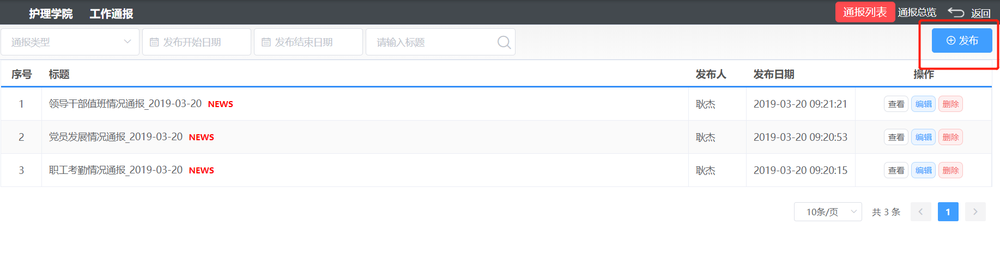 护理学院 工作通报 通报列表 通报总览 返回
通报类型 发布开始日期 发布结束日期 请输入标题 发布
序号 标题 发布人 发布日期 操作
1 领导干部值班情况通报_2019-03-20 NEWS 耿杰 2019-03-20 09:21:21 查看 编辑 删除
2 党员发展情况通报_2019-03-20 NEWS 耿杰 2019-03-20 09:20:53 查看 编辑 删除
3 职工考勤情况通报_2019-03-20 NEWS 耿杰 2019-03-20 09:20:15 查看 编辑 删除
10条/页 共 3 条 1